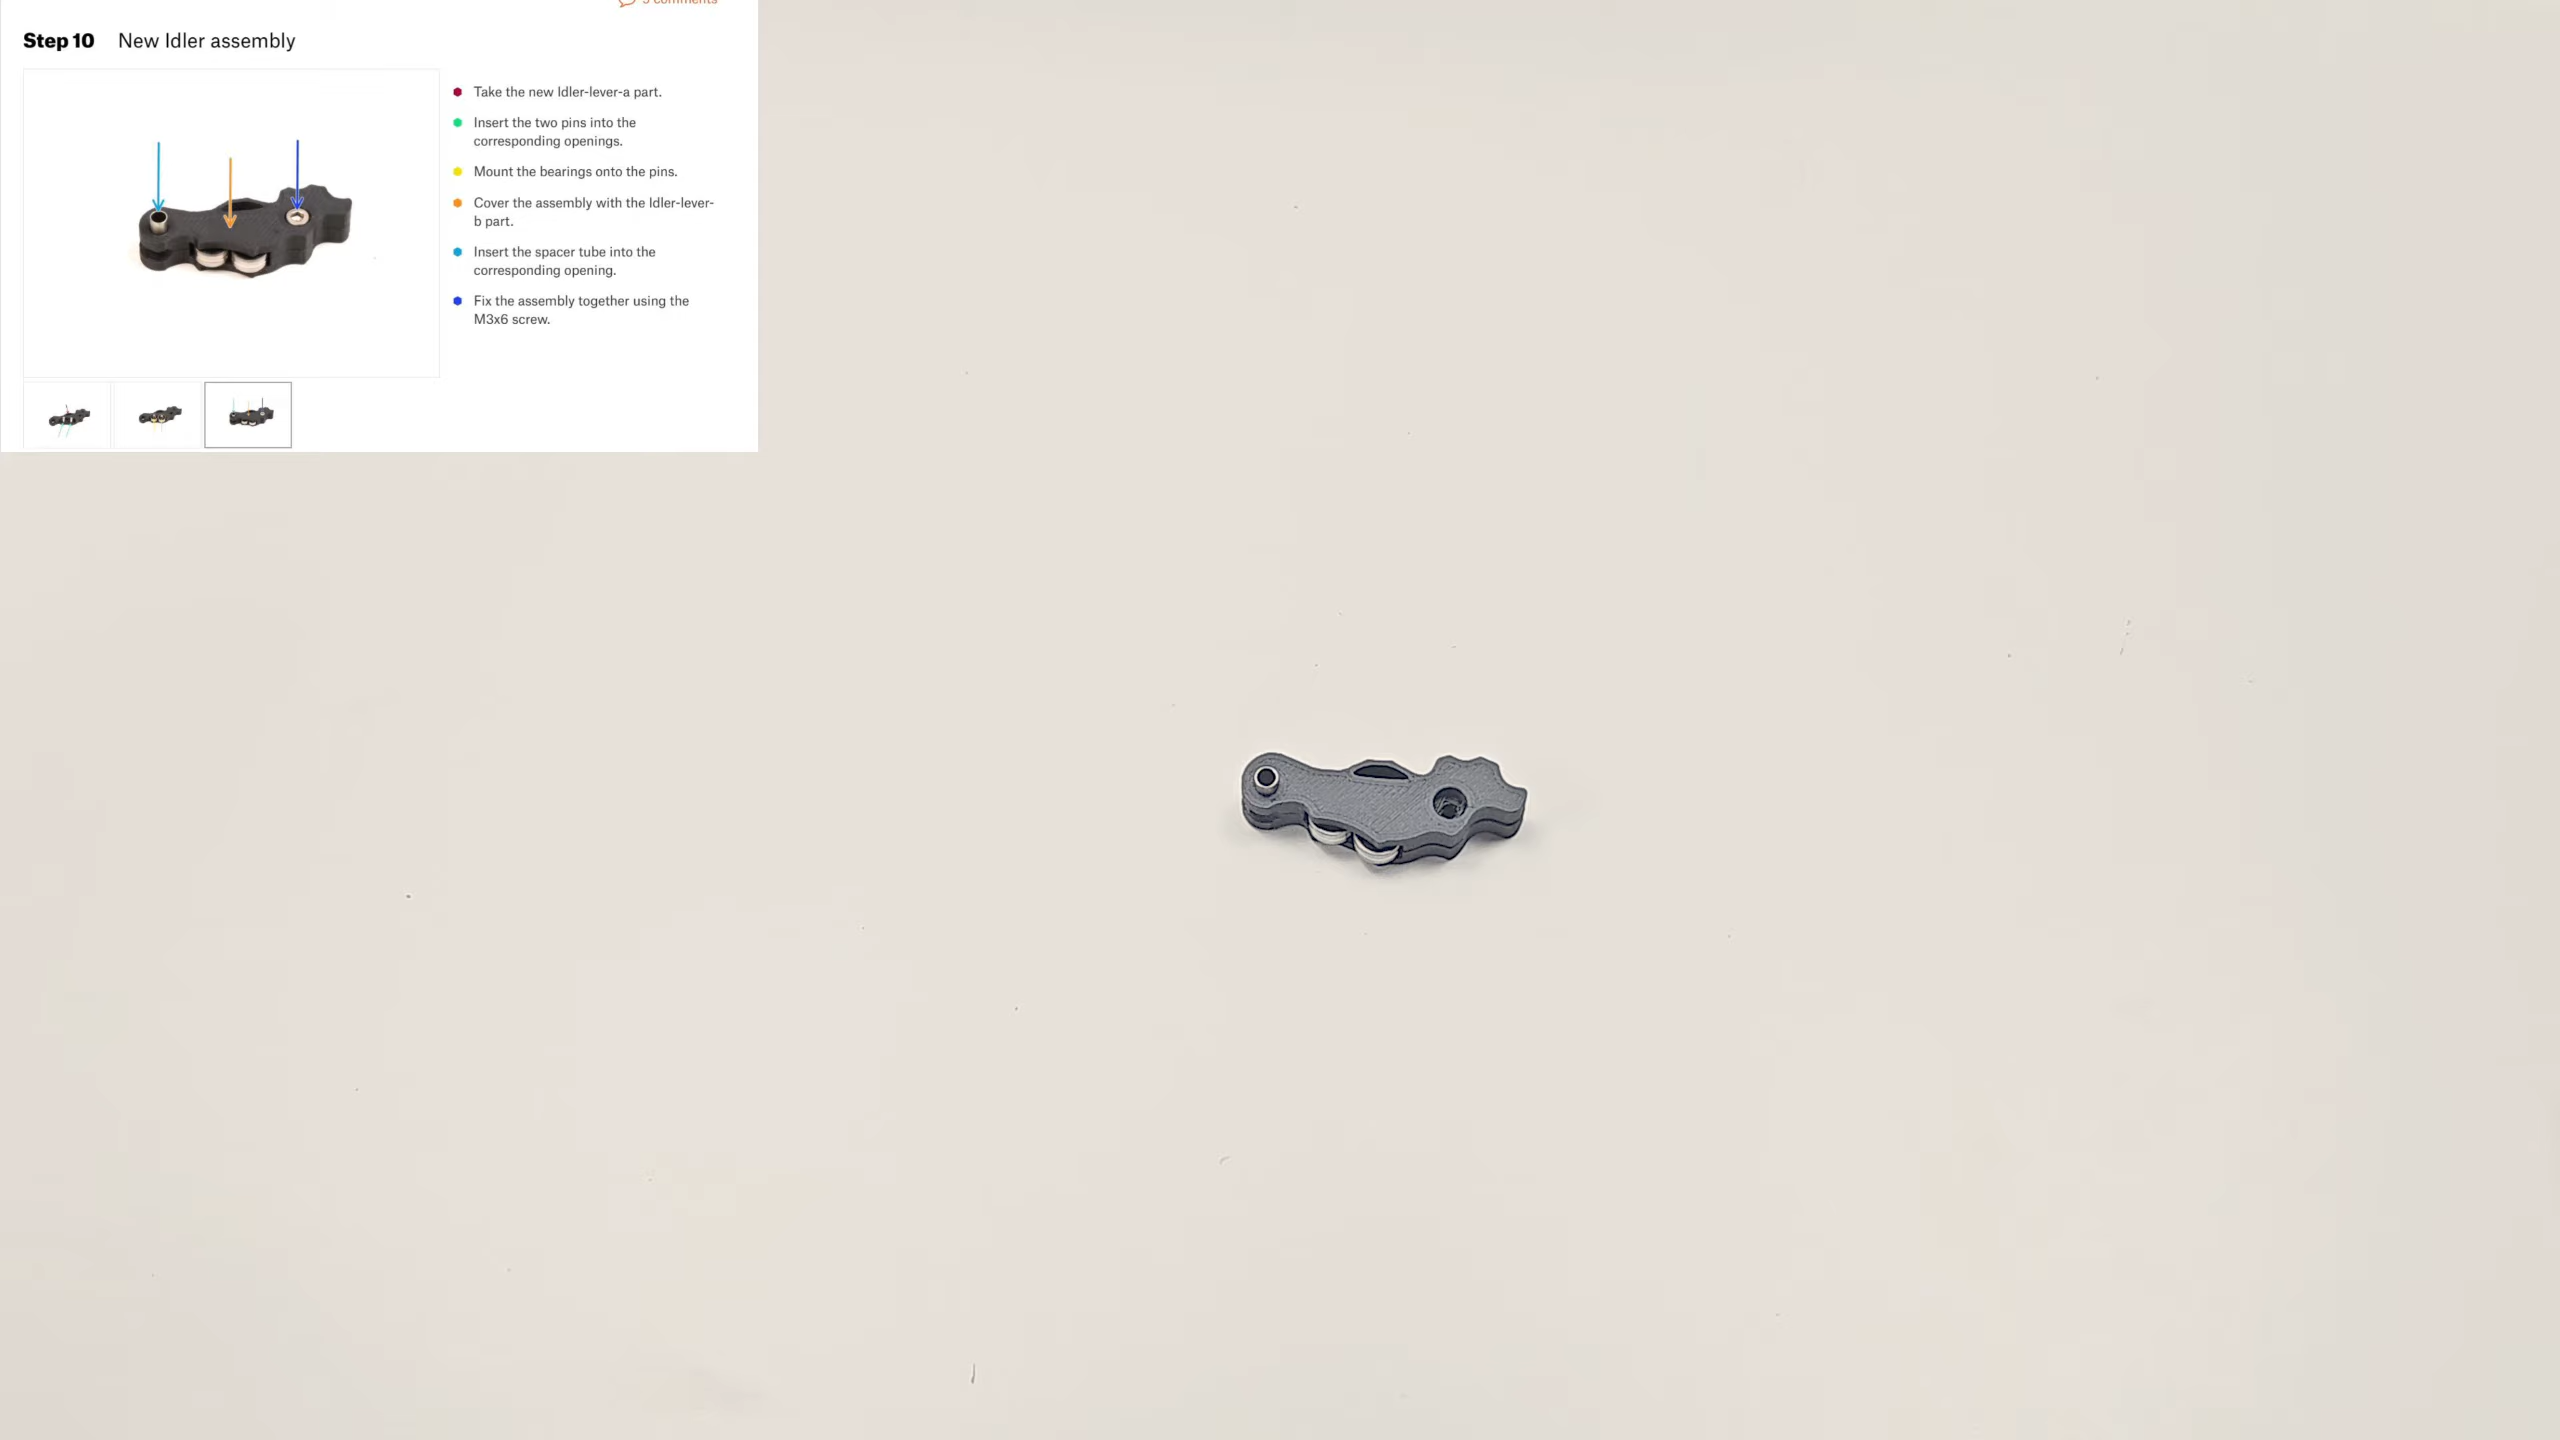 Step 10 New Idler assembly
Take the new Idler-lever-a part.
Insert the two pins into the
corresponding openings.
Mount the bearings onto the pins.
Cover the assembly with the Idler-lever-
b part.
Insert the spacer tube into the
corresponding opening.
Fix the assembly together using the
M3x6 screw.